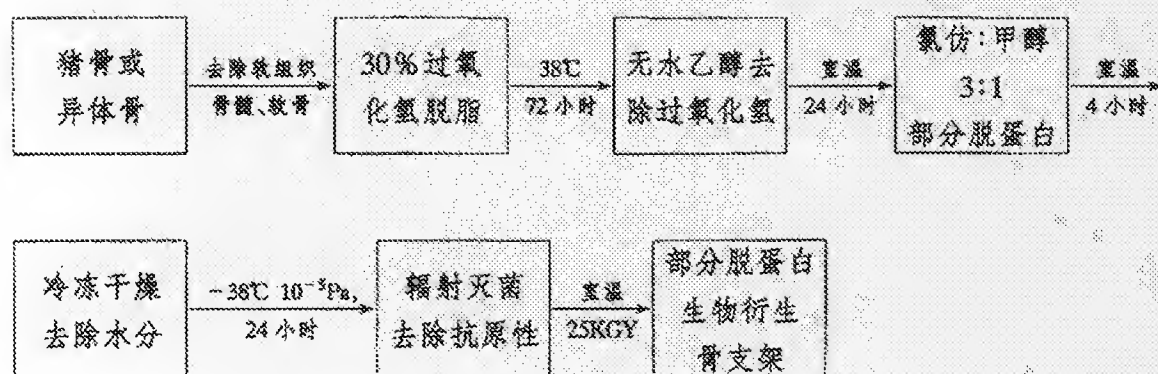 猪骨或
异体骨
去除软组织
骨髓、软骨
30%过氧
化氢脱脂
38℃
72小时
无水乙醇去
除过氧化氢
室温
24小时
氯仿:甲醇
3:1
部分脱蛋白
室温
4小时
冷冻干燥
去除水分
-38℃ 10⁻³Pa,
24小时
辐射灭菌
去除抗原性
室温
25KGY
部分脱蛋白
生物衍生
骨支架